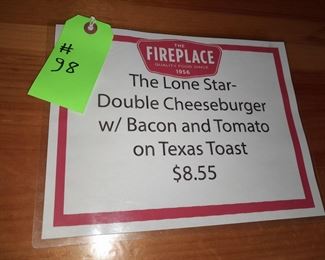 #
98
THE
FIREPLACE
QUALITY FOOD SINCE
1956
The Lone Star-
Double Cheeseburger
w/ Bacon and Tomato
on Texas Toast
$8.55